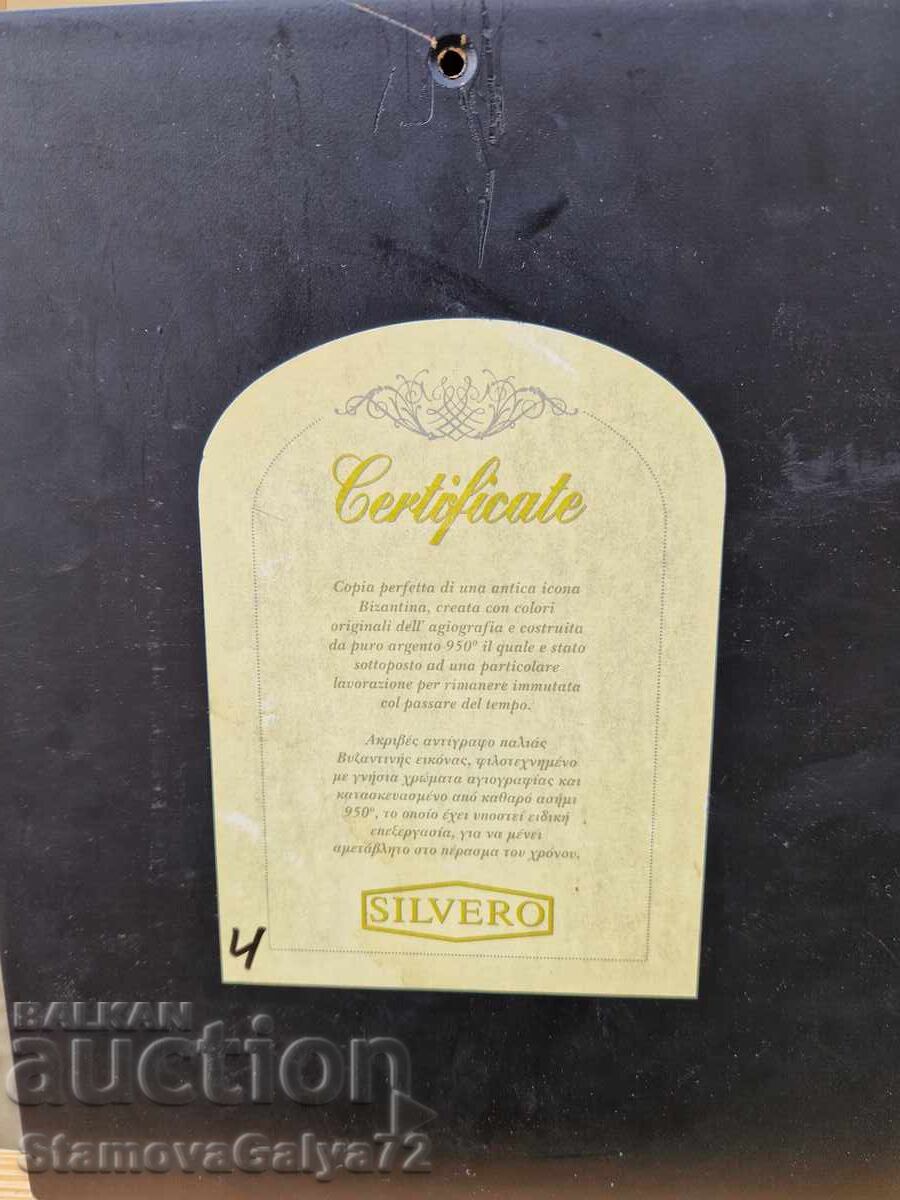 Certificate
Copia perfetta di una antica icona
Bizantina, creata con colori
originali dell' agiografia e costruita
da puro argento 950° il quale e stato
sottoposto ad una particolare
lavorazione per rimanere immutata
col passare del tempo.
Ακριβές αντίγραφο παλιάς
Βυζαντινής εικόνας, φιλοτεχνημένο
με γνήσια χρώματα αγιογραφίας και
κατασκευασμένο από καθαρό ασήμι
950°, το οποίο έχει υποστεί ειδική
επεξεργασία, για να μένει
αμετάβλητο στο πέρασμα του χρόνου.
SILVERO
4
BALKAN
auction
StamovaGalya72